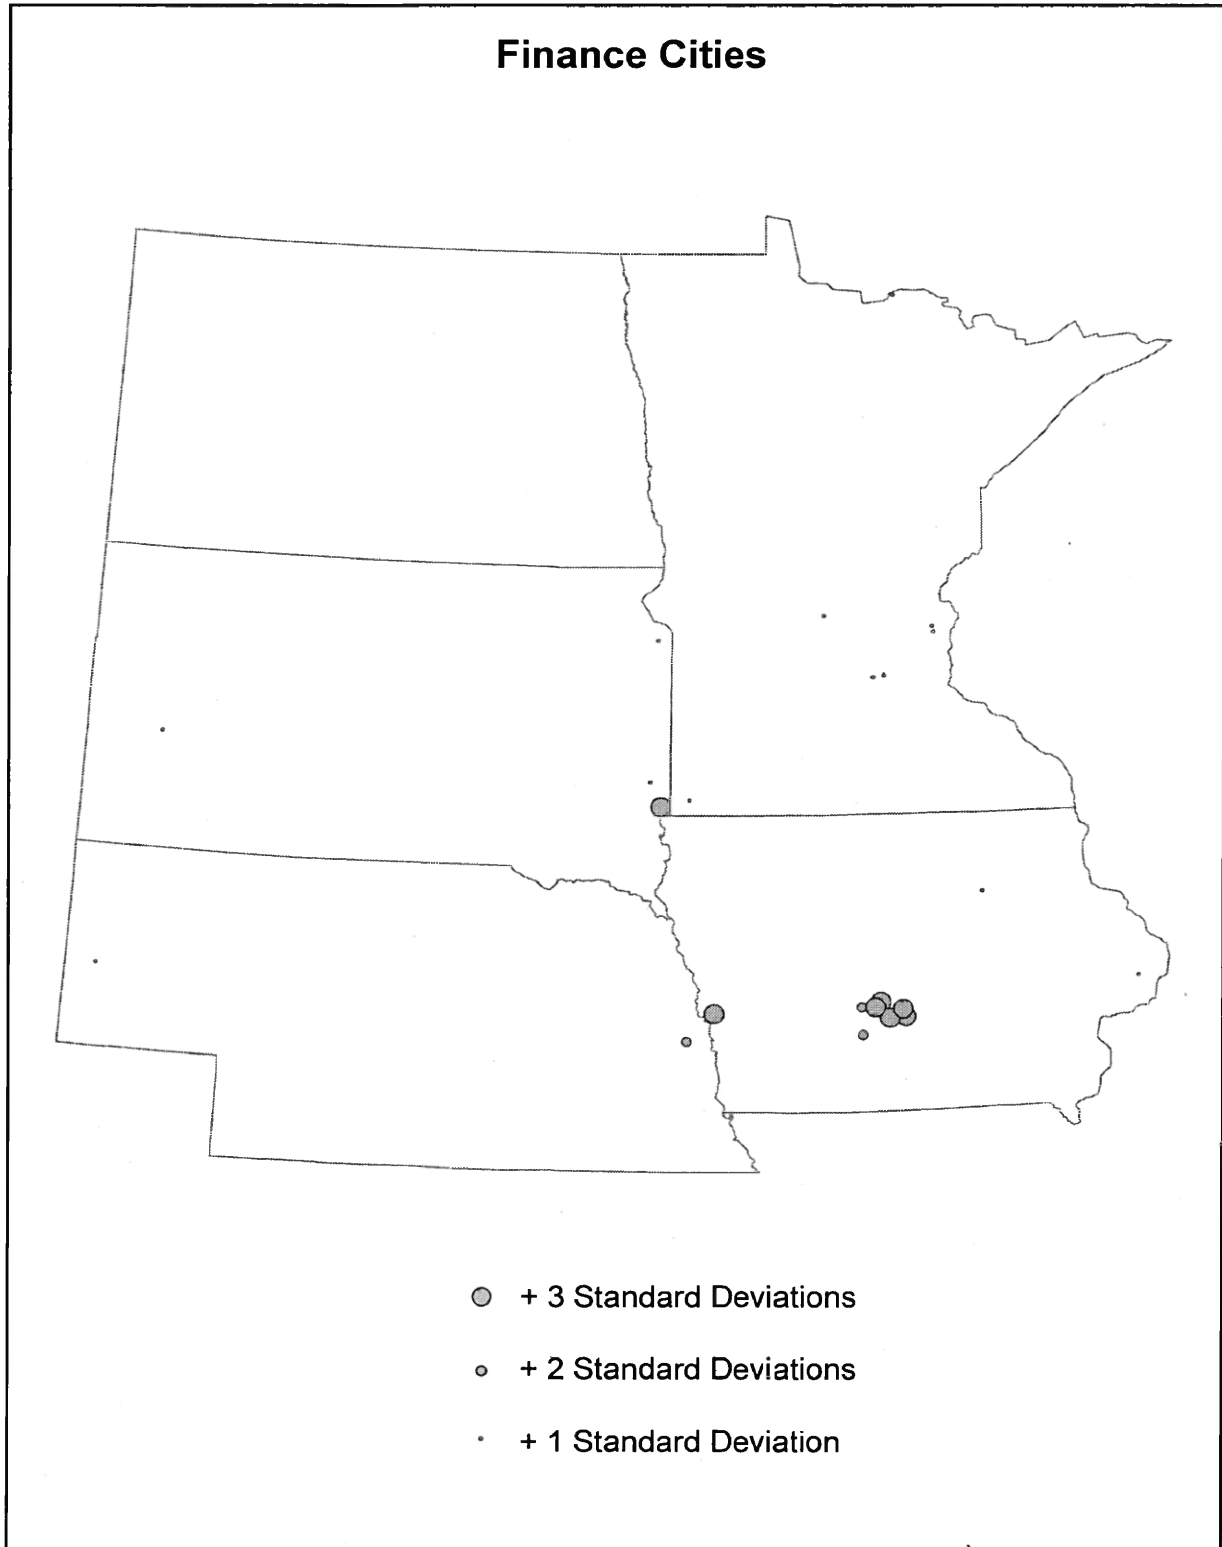 Finance Cities
+ 3 Standard Deviations
+ 2 Standard Deviations
+ 1 Standard Deviation